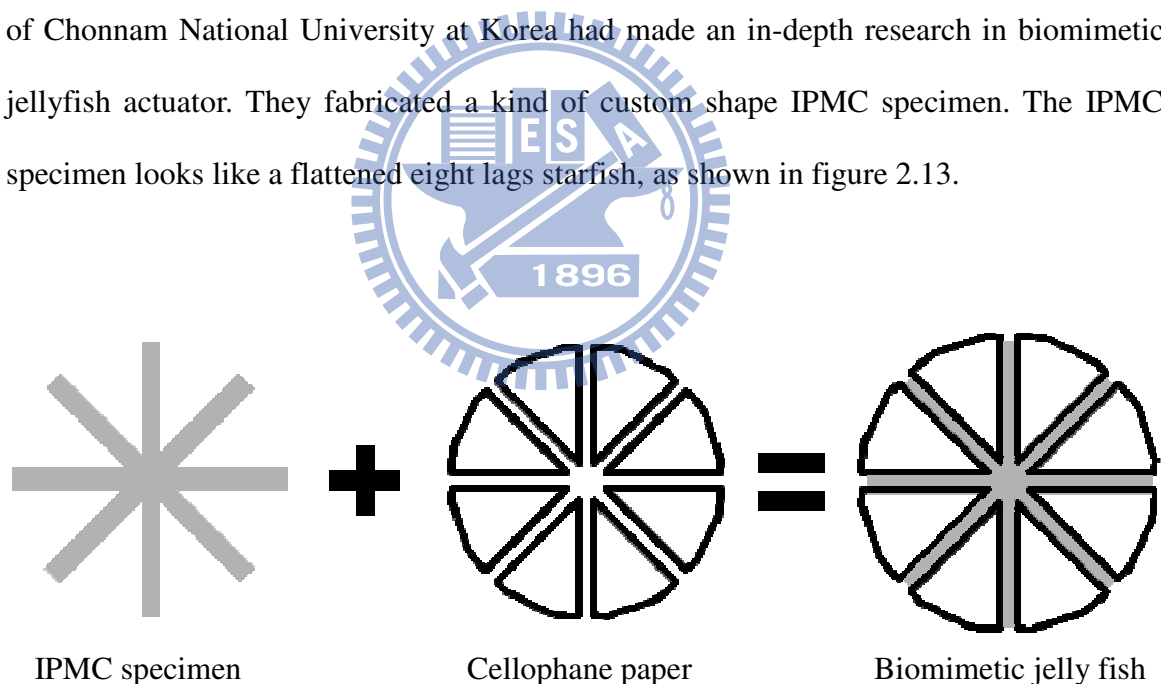 of Chonnam National University at Korea had made an in-depth research in biomimetic
jellyfish actuator. They fabricated a kind of custom shape IPMC specimen. The IPMC
specimen looks like a flattened eight lags starfish, as shown in figure 2.13.
E S A
1896
IPMC specimen
Cellophane paper
Biomimetic jelly fish